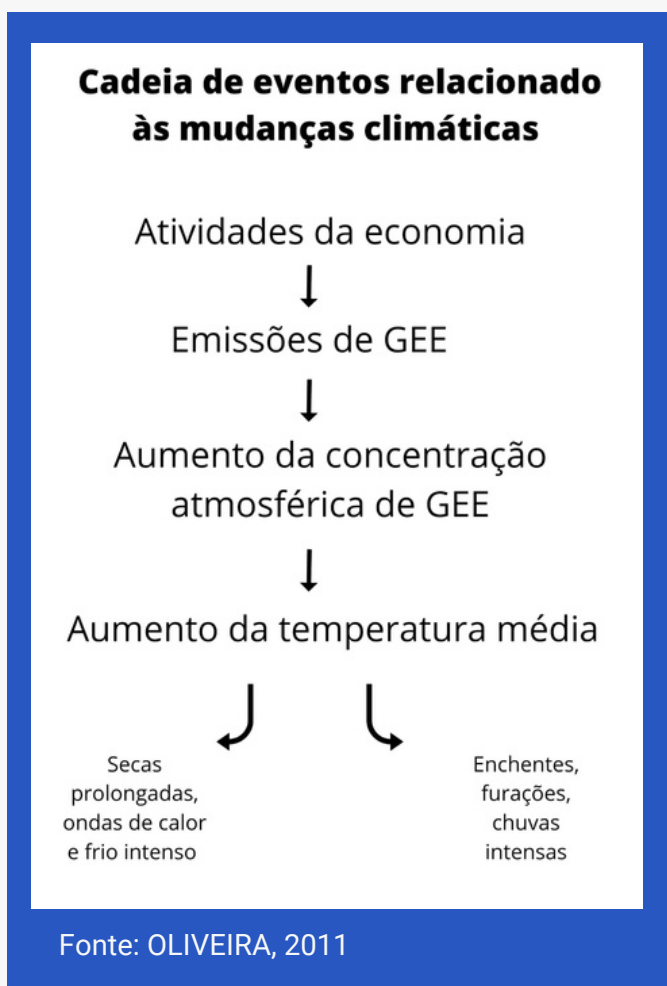 Cadeia de eventos relacionado
às mudanças climáticas
Atividades da economia
Emissões de GEE
Aumento da concentração
atmosférica de GEE
Aumento da temperatura média
Secas
prolongadas,
ondas de calor
e frio intenso
Enchentes,
furações,
chuvas
intensas
Fonte: OLIVEIRA, 2011